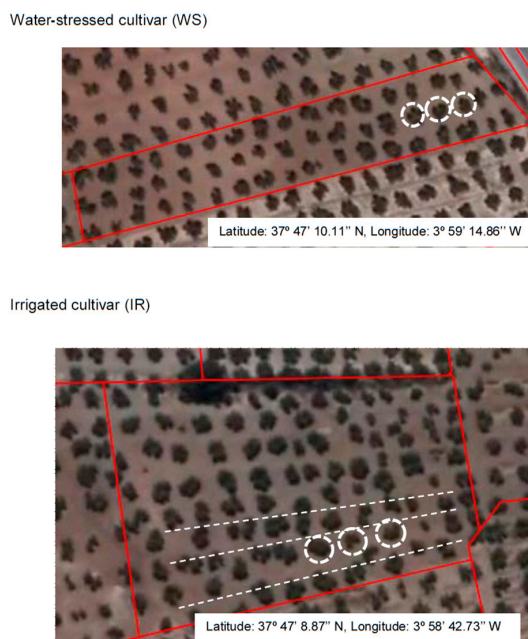 Water-stressed cultivar (WS)
Latitude: 37º 47' 10.11'' N, Longitude: 3º 59' 14.86'' W
Irrigated cultivar (IR)
Latitude: 37º 47' 8.87'' N, Longitude: 3º 58' 42.73'' W